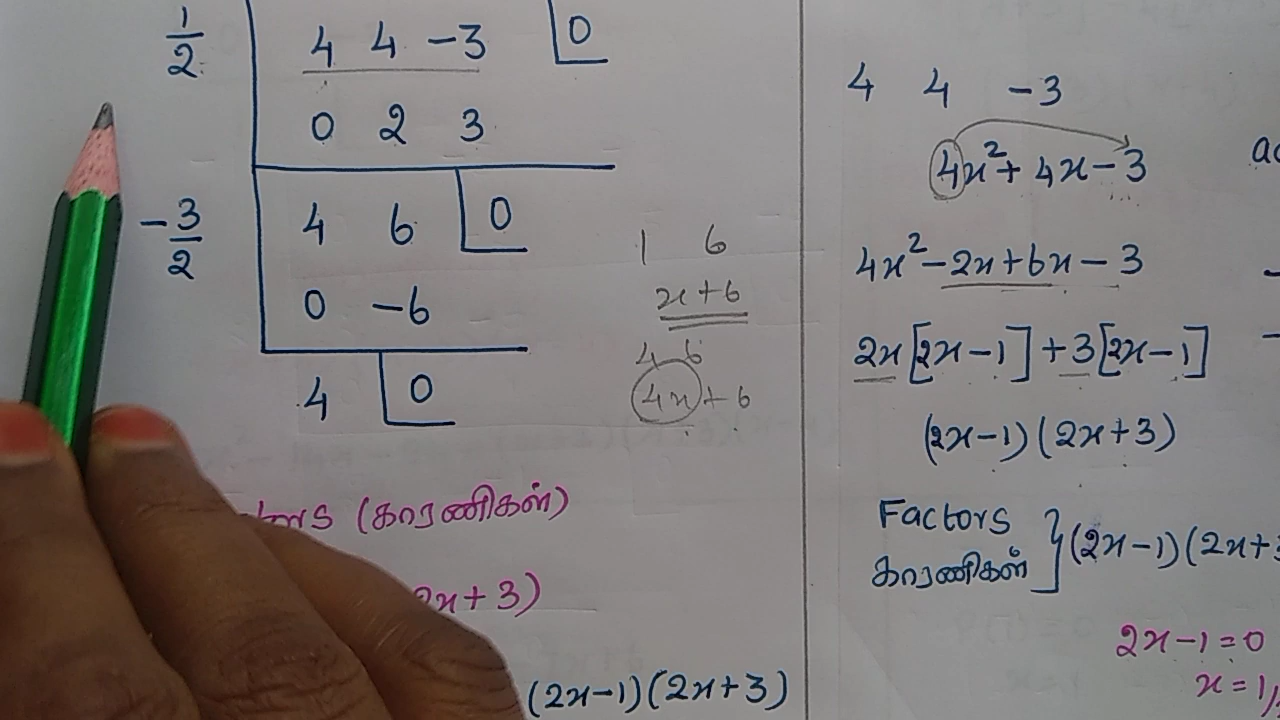 1/2 4 4 -3 0
0 2 3
-3/2 4 6 0
0 -6
4 0
1 6
x+6
4 6
4x+6
(காரணிகள்)
2x+3)
(2x-1)(2x+3)
4 4 -3
4x²+4x-3
4x²-2x+6x-3
2x[2x-1]+3[2x-1]
(2x-1)(2x+3)
Factors
காரணிகள் } (2x-1)(2x+3
2x-1=0
x=1/